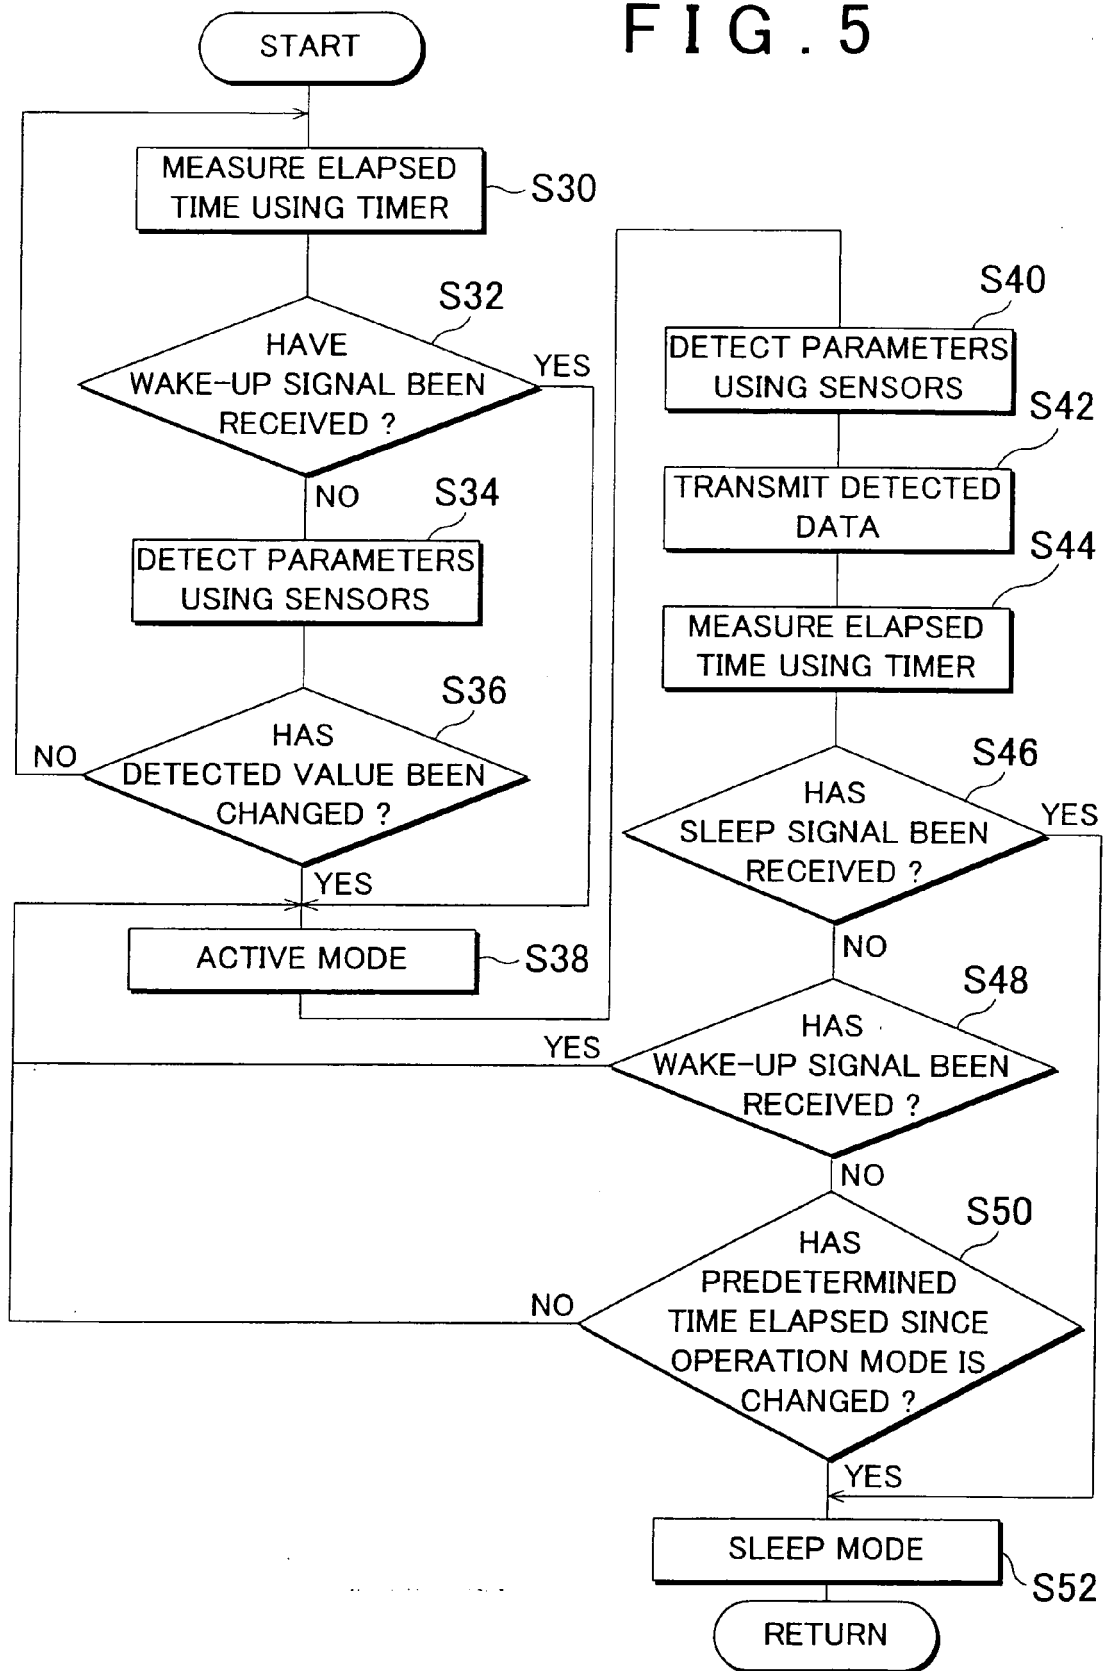 FIG. 5
START
MEASURE ELAPSED
TIME USING TIMER
S30
S32
HAVE
WAKE-UP SIGNAL BEEN
RECEIVED ?
YES
NO
S34
DETECT PARAMETERS
USING SENSORS
S36
HAS
DETECTED VALUE BEEN
CHANGED ?
NO
YES
ACTIVE MODE
S38
S40
DETECT PARAMETERS
USING SENSORS
S42
TRANSMIT DETECTED
DATA
S44
MEASURE ELAPSED
TIME USING TIMER
S46
HAS
SLEEP SIGNAL BEEN
RECEIVED ?
YES
NO
S48
HAS
WAKE-UP SIGNAL BEEN
RECEIVED ?
YES
NO
S50
HAS
PREDETERMINED
TIME ELAPSED SINCE
OPERATION MODE IS
CHANGED ?
NO
YES
SLEEP MODE
S52
RETURN